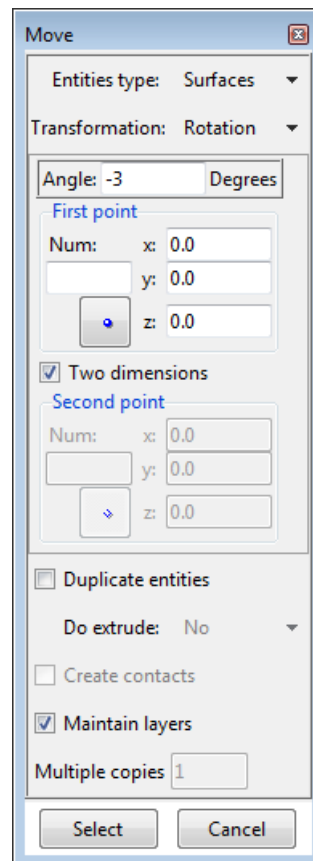 Move
Entities type: Surfaces
Transformation: Rotation
Angle: -3 Degrees
First point
Num: x: 0.0
y: 0.0
z: 0.0
Two dimensions
Second point
Num: x: 0.0
y: 0.0
z: 0.0
Duplicate entities
Do extrude: No
Create contacts
Maintain layers
Multiple copies 1
Select Cancel